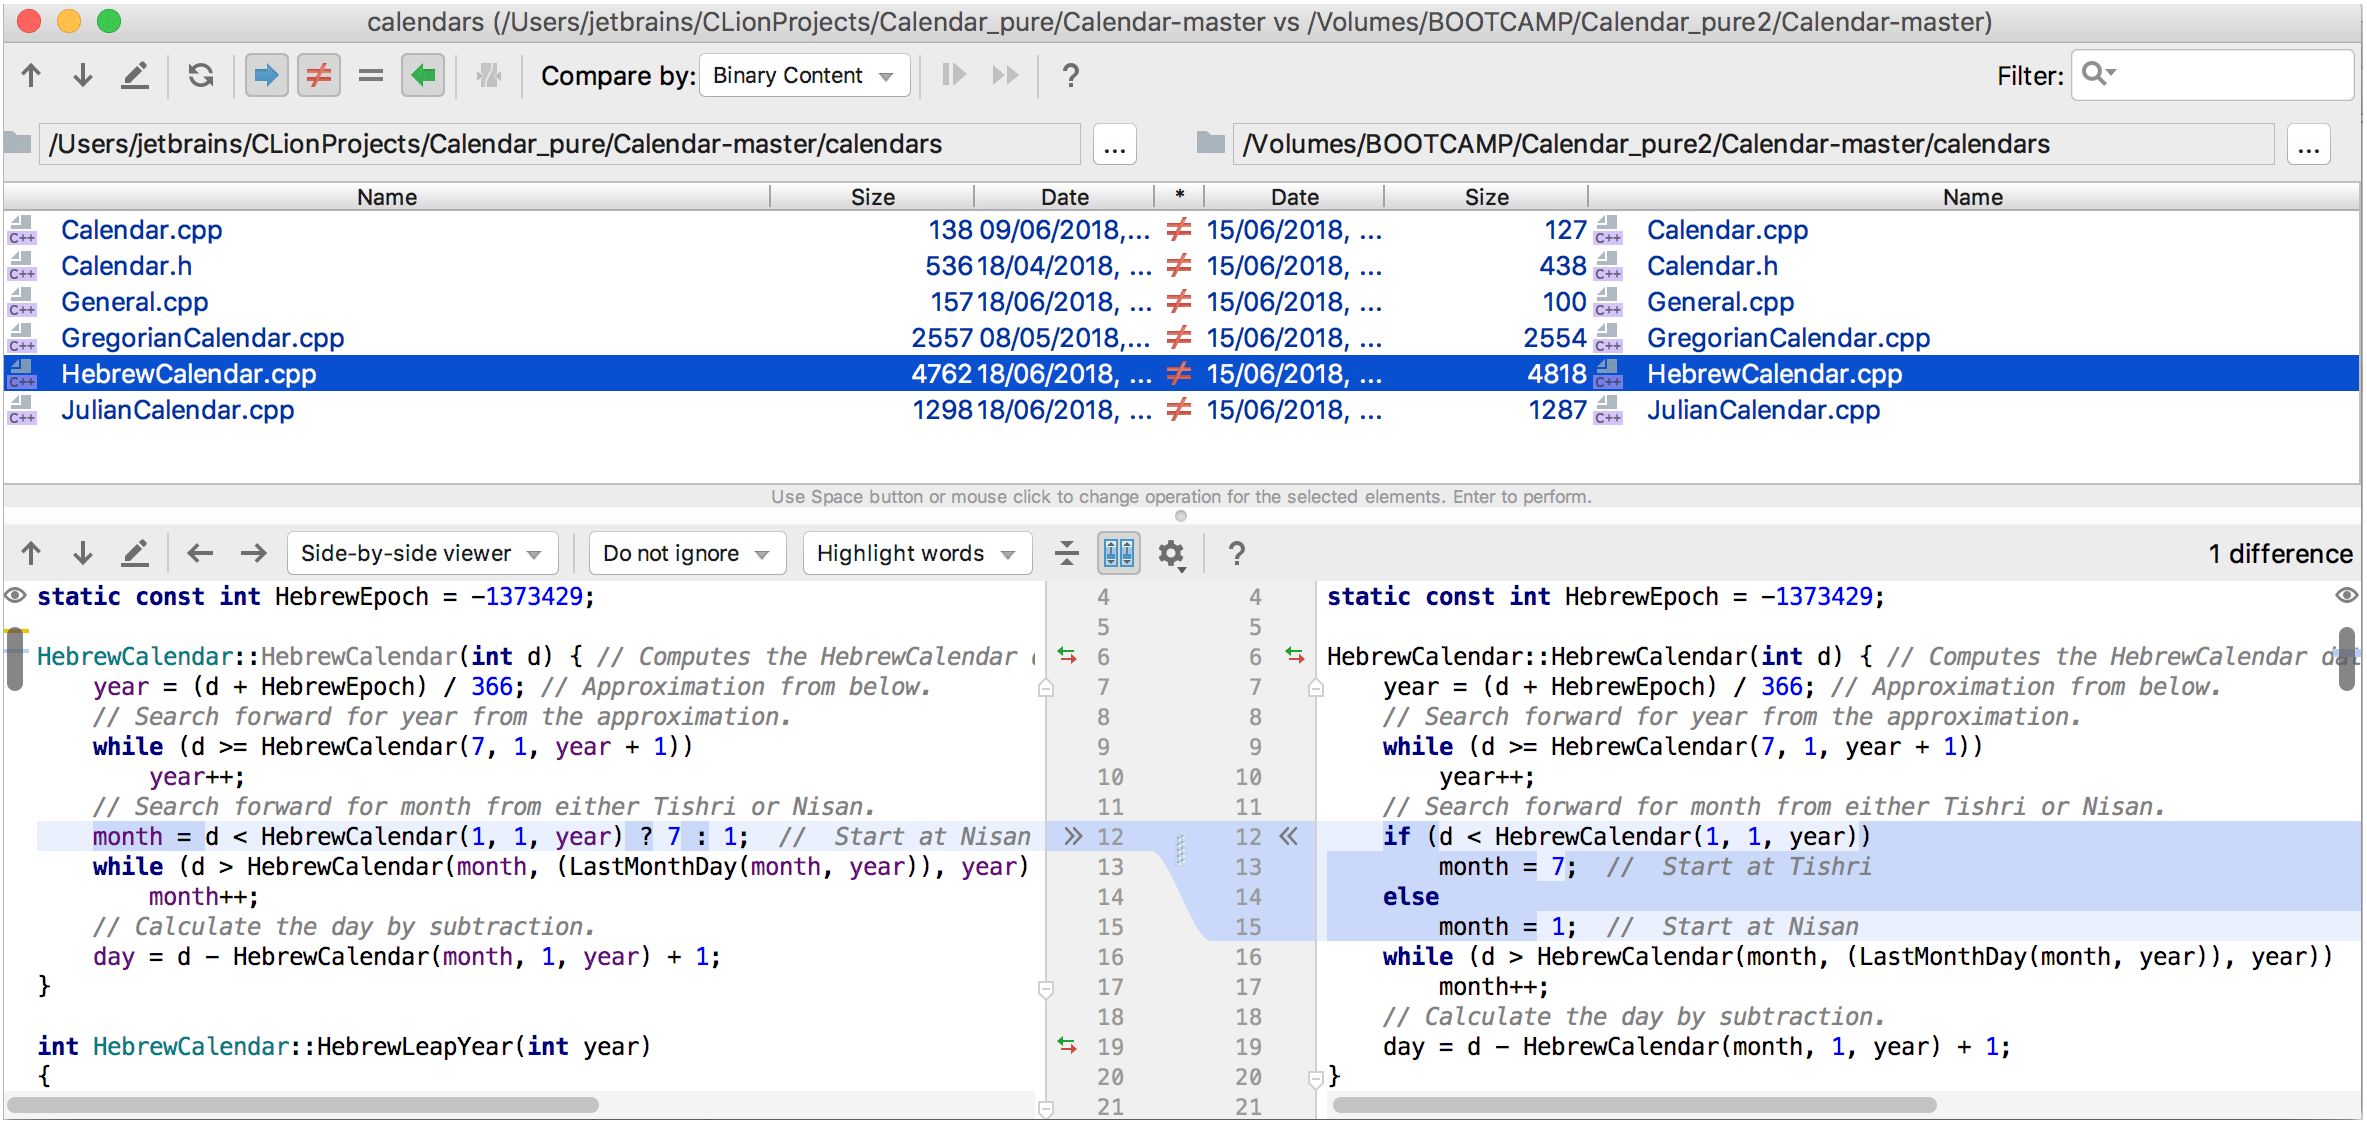 calendars (/Users/jetbrains/CLionProjects/Calendar_pure/Calendar-master vs /Volumes/BOOTCAMP/Calendar_pure2/Calendar-master)
Compare by: Binary Content ? Filter:
/Users/jetbrains/CLionProjects/Calendar_pure/Calendar-master/calendars ... /Volumes/BOOTCAMP/Calendar_pure2/Calendar-master/calendars ...
Name Size Date * Date Size Name
C++ Calendar.cpp 138 09/06/2018,... ≠ 15/06/2018, ... 127 C++ Calendar.cpp
C++ Calendar.h 536 18/04/2018, ... ≠ 15/06/2018, ... 438 C++ Calendar.h
C++ General.cpp 157 18/06/2018, ... ≠ 15/06/2018, ... 100 C++ General.cpp
C++ GregorianCalendar.cpp 2557 08/05/2018,... ≠ 15/06/2018, ... 2554 C++ GregorianCalendar.cpp
C++ HebrewCalendar.cpp 4762 18/06/2018, ... ≠ 15/06/2018, ... 4818 C++ HebrewCalendar.cpp
C++ JulianCalendar.cpp 1298 18/06/2018, ... ≠ 15/06/2018, ... 1287 C++ JulianCalendar.cpp
Use Space button or mouse click to change operation for the selected elements. Enter to perform.
Side-by-side viewer Do not ignore Highlight words ? 1 difference
static const int HebrewEpoch = -1373429; 4 4 static const int HebrewEpoch = -1373429;
5 5
HebrewCalendar::HebrewCalendar(int d) { // Computes the HebrewCalendar 6 6 HebrewCalendar::HebrewCalendar(int d) { // Computes the HebrewCalendar dat
year = (d + HebrewEpoch) / 366; // Approximation from below. 7 7 year = (d + HebrewEpoch) / 366; // Approximation from below.
// Search forward for year from the approximation. 8 8 // Search forward for year from the approximation.
while (d >= HebrewCalendar(7, 1, year + 1)) 9 9 while (d >= HebrewCalendar(7, 1, year + 1))
year++; 10 10 year++;
// Search forward for month from either Tishri or Nisan. 11 11 // Search forward for month from either Tishri or Nisan.
month = d < HebrewCalendar(1, 1, year) ? 7 : 1; // Start at Nisan >> 12 12 << if (d < HebrewCalendar(1, 1, year))
while (d > HebrewCalendar(month, (LastMonthDay(month, year)), year) 13 13 month = 7; // Start at Tishri
month++; 14 14 else
// Calculate the day by subtraction. 15 15 month = 1; // Start at Nisan
day = d - HebrewCalendar(month, 1, year) + 1; 16 16 while (d > HebrewCalendar(month, (LastMonthDay(month, year)), year))
} 17 17 month++;
18 18 // Calculate the day by subtraction.
int HebrewCalendar::HebrewLeapYear(int year) 19 19 day = d - HebrewCalendar(month, 1, year) + 1;
{ 20 20 }
21 21